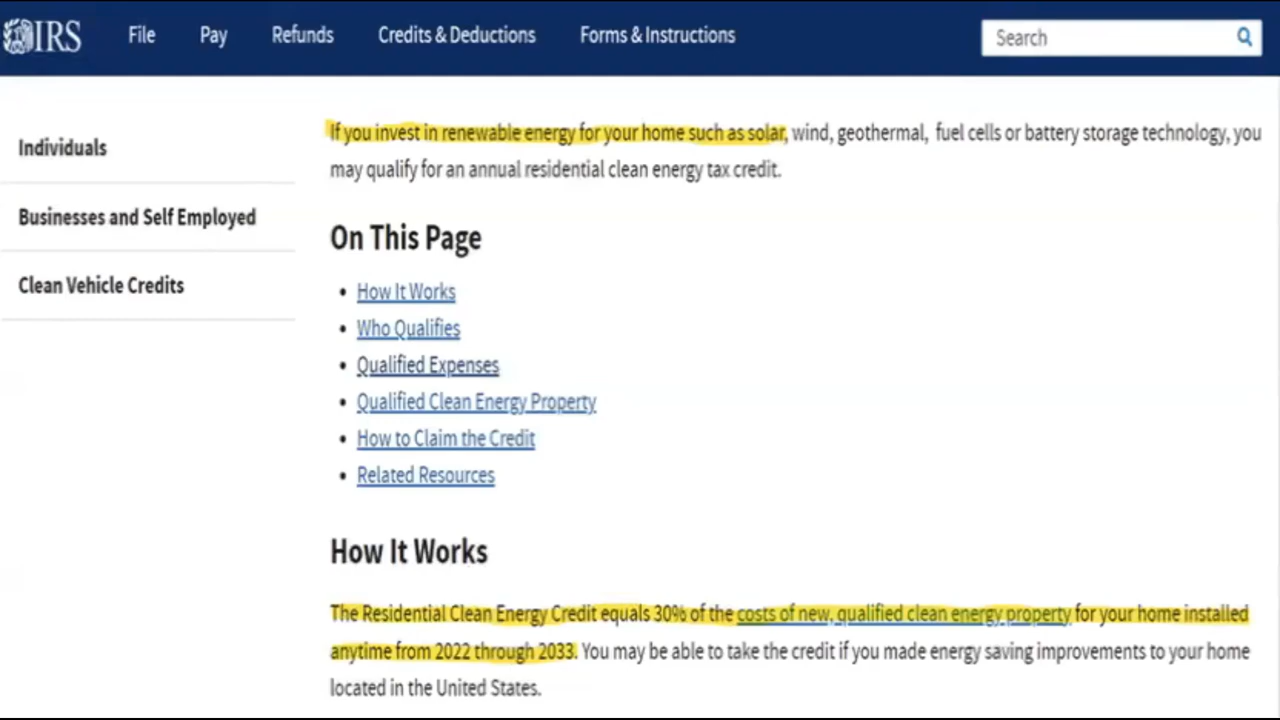 IRS File Pay Refunds Credits & Deductions Forms & Instructions Search
Individuals
Businesses and Self Employed
Clean Vehicle Credits
If you invest in renewable energy for your home such as solar, wind, geothermal, fuel cells or battery storage technology, you
may qualify for an annual residential clean energy tax credit.
On This Page
• How It Works
• Who Qualifies
• Qualified Expenses
• Qualified Clean Energy Property
• How to Claim the Credit
• Related Resources
How It Works
The Residential Clean Energy Credit equals 30% of the costs of new, qualified clean energy property for your home installed
anytime from 2022 through 2033. You may be able to take the credit if you made energy saving improvements to your home
located in the United States.